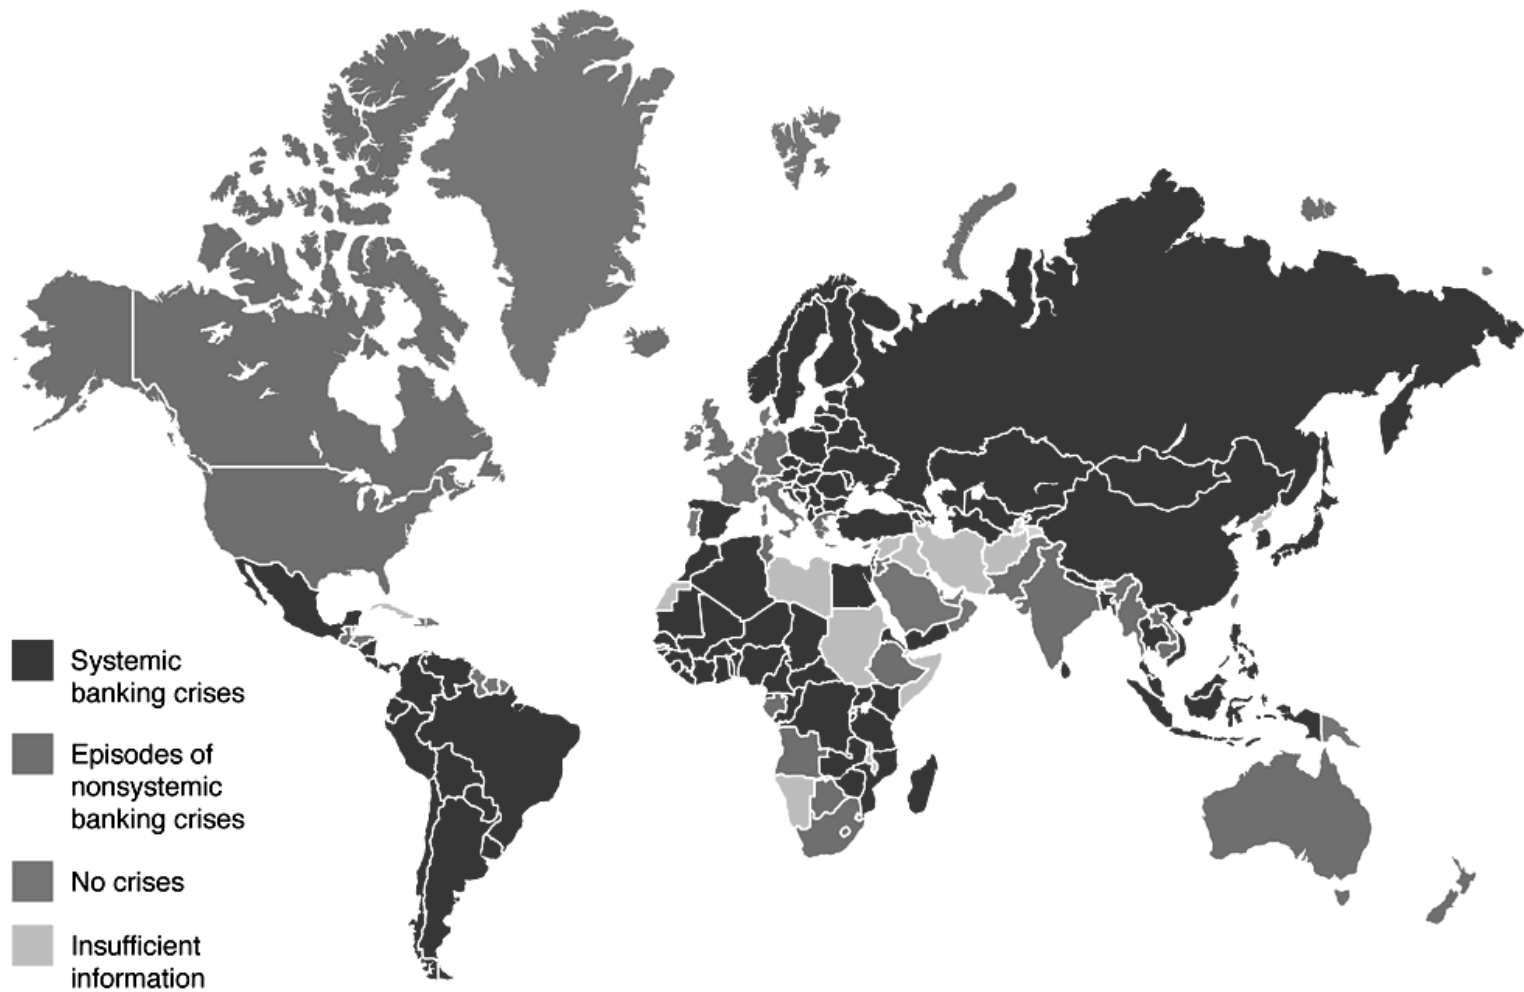 Systemic
banking crises
Episodes of
nonsystemic
banking crises
No crises
Insufficient
information